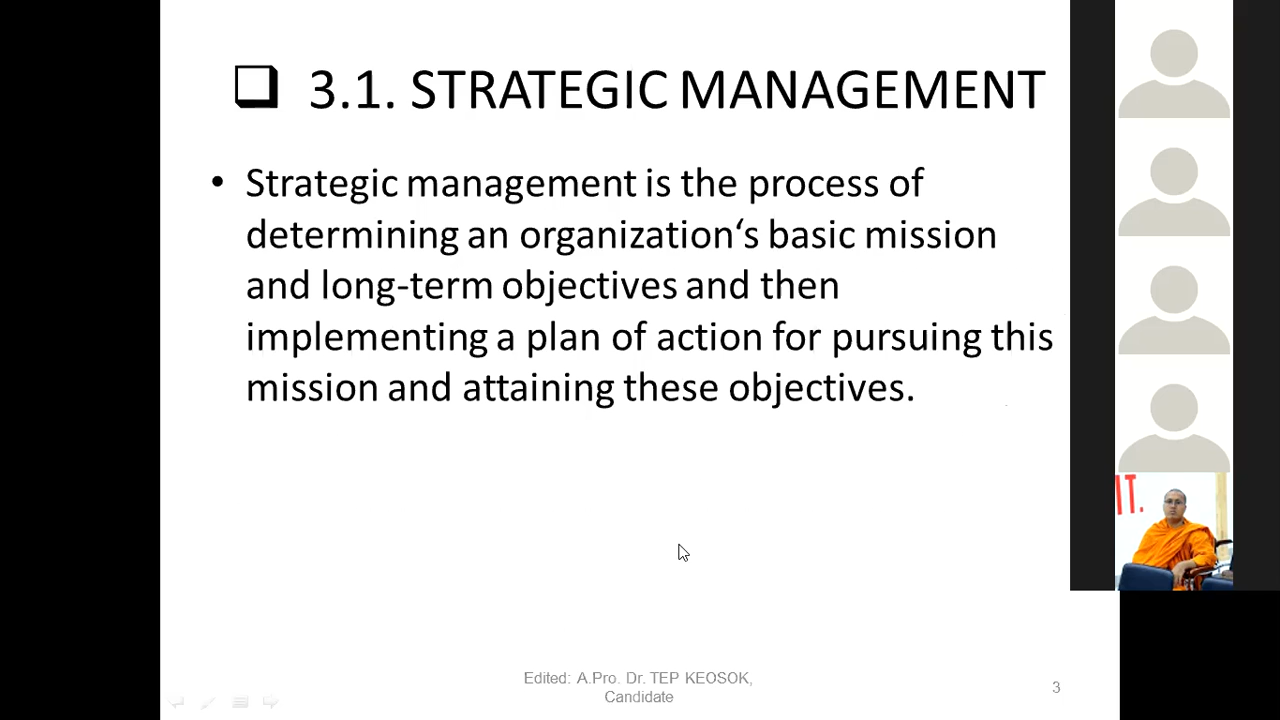 ❑ 3.1. STRATEGIC MANAGEMENT
• Strategic management is the process of
determining an organization‘s basic mission
and long-term objectives and then
implementing a plan of action for pursuing this
mission and attaining these objectives.
IT.
Edited: A.Pro. Dr. TEP KEOSOK,
Candidate
3